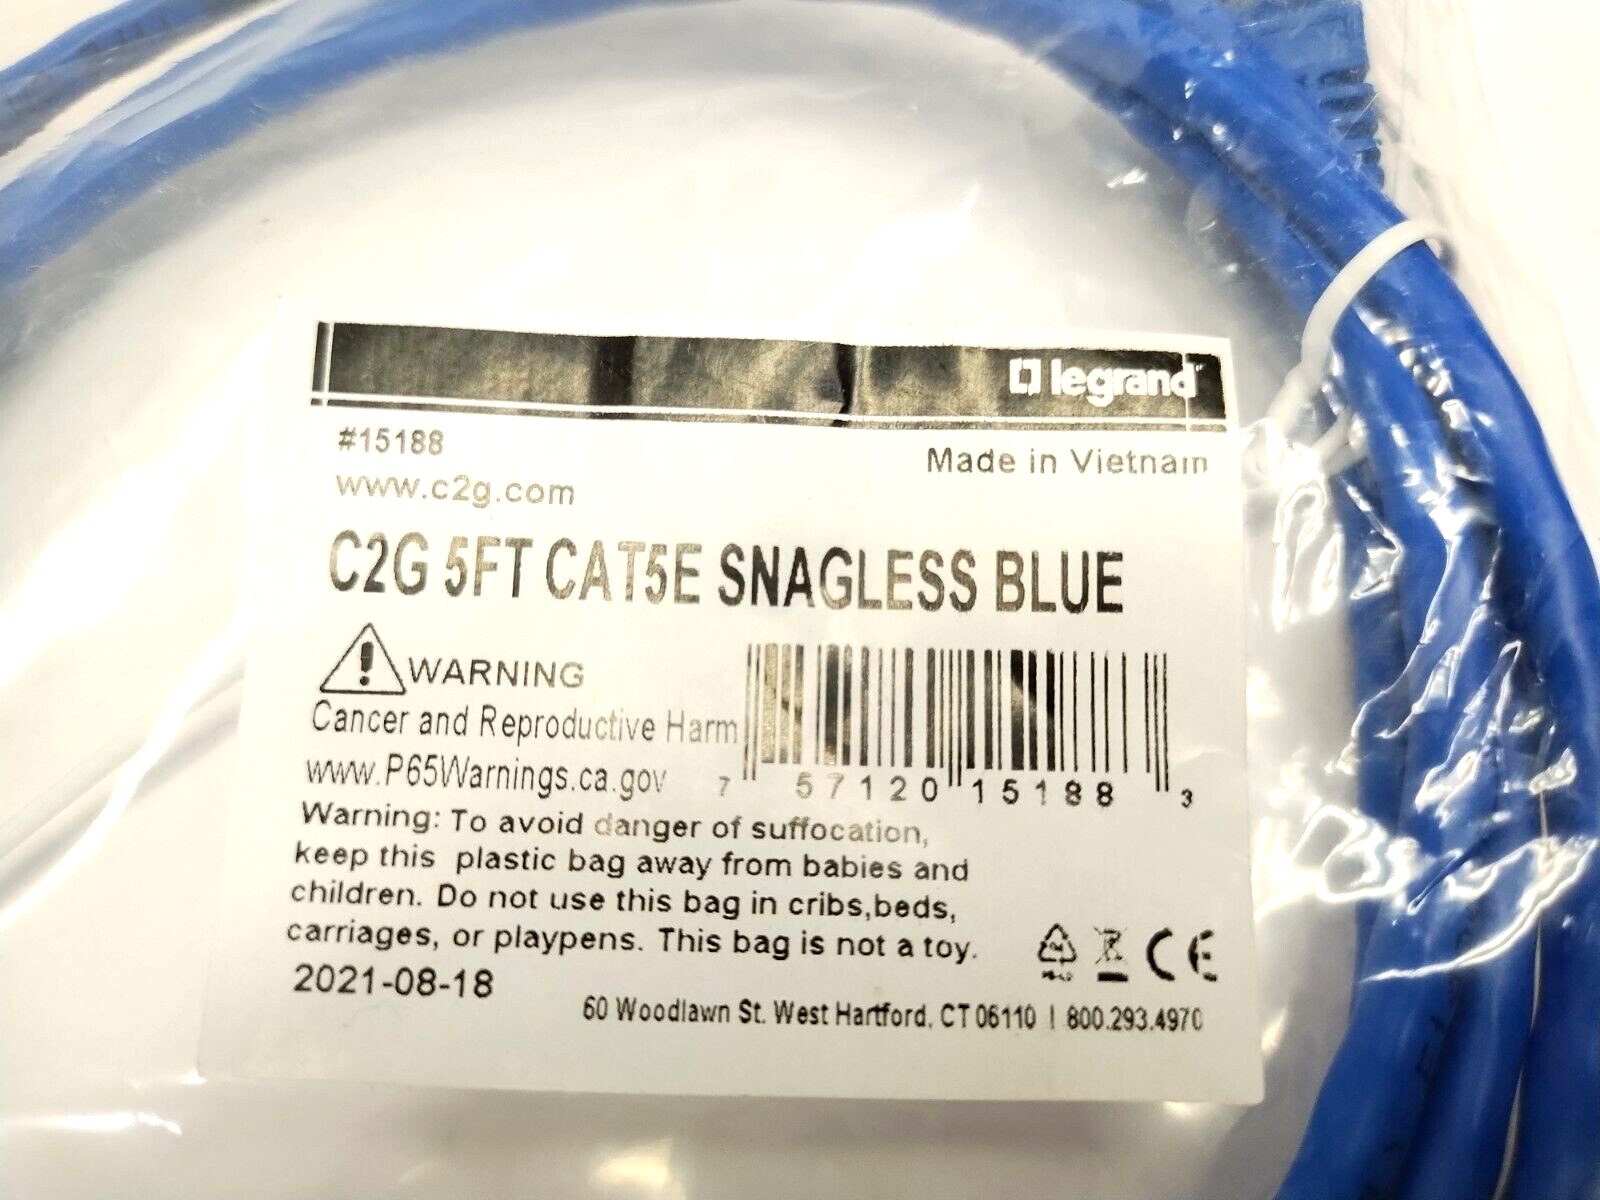 legrand
#15188
Made in Vietnam
www.c2g.com
C2G 5FT CAT5E SNAGLESS BLUE
WARNING
Cancer and Reproductive Harm
www.P65Warnings.ca.gov
7 57120 15188 3
Warning: To avoid danger of suffocation,
keep this plastic bag away from babies and
children. Do not use this bag in cribs,beds,
carriages, or playpens. This bag is not a toy.
CE
2021-08-18
60 Woodlawn St. West Hartford, CT 06110 | 800.293.4970